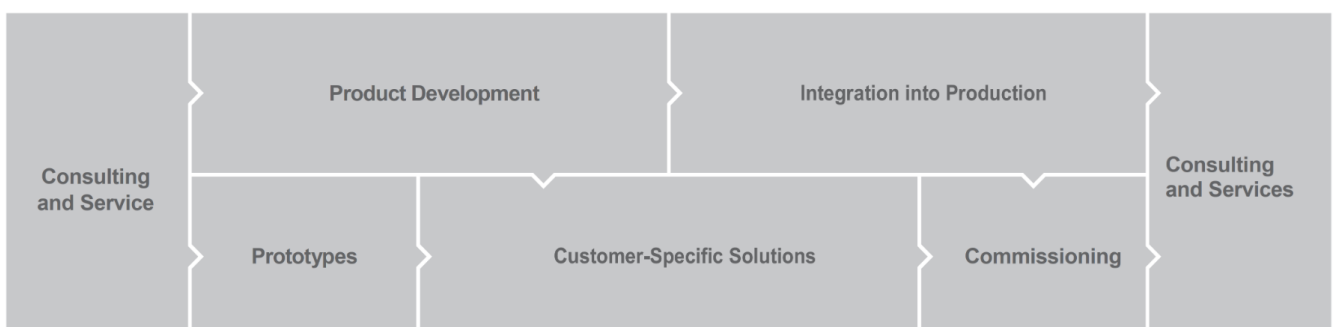 Consulting
and Service
Product Development
Integration into Production
Prototypes
Customer-Specific Solutions
Commissioning
Consulting
and Services